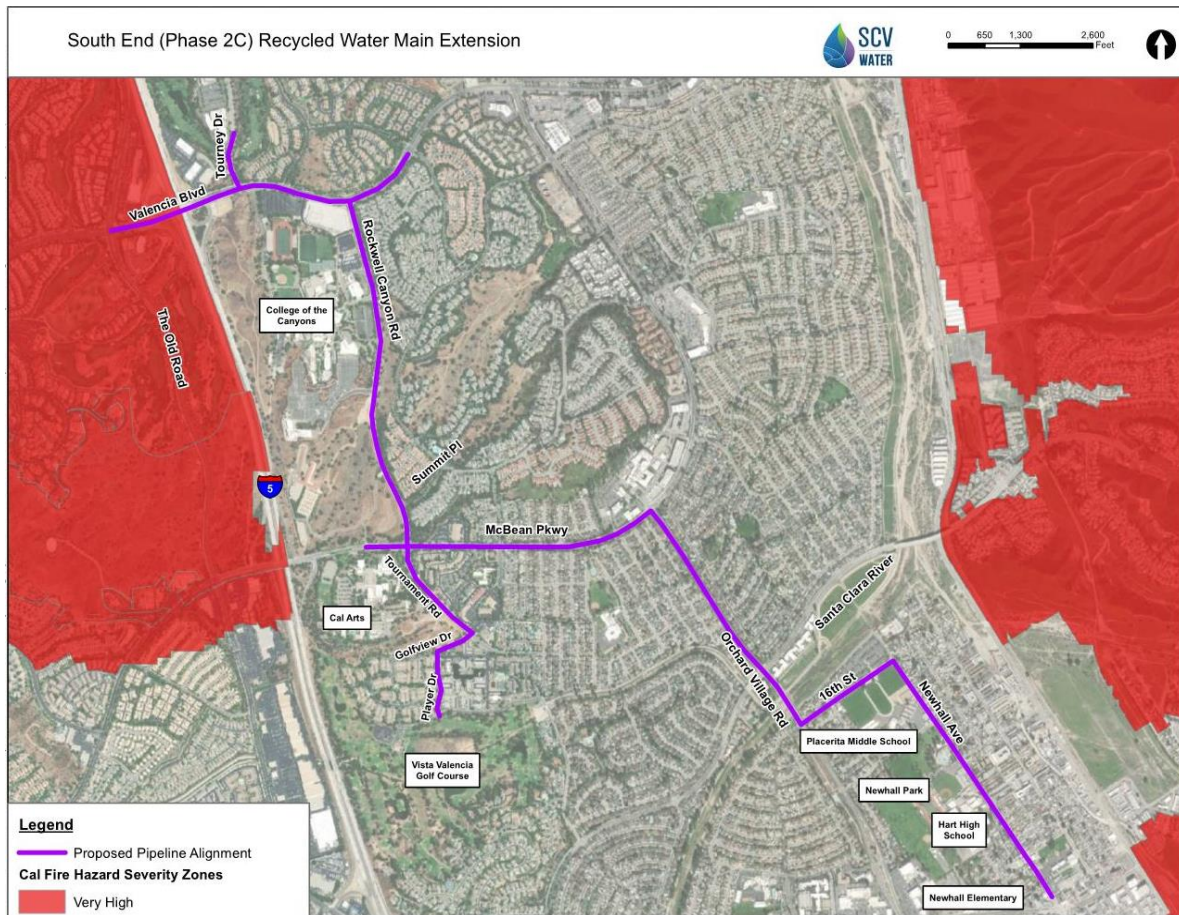 South End (Phase 2C) Recycled Water Main Extension
SCV
WATER
0 650 1,300 2,600
Feet
Tourney Dr
Valencia Blvd
Rockwell Canyon Rd
College of the
Canyons
The Old Road
Summit Pl
5
McBean Pkwy
Santa Clara River
Tournament Rd
Cal Arts
Golfview Dr
Orchard Village Rd
16th St
Player Dr
Newhall Ave
Placerita Middle School
Vista Valencia
Golf Course
Newhall Park
Hart High
School
Newhall Elementary
Legend
Proposed Pipeline Alignment
Cal Fire Hazard Severity Zones
Very High